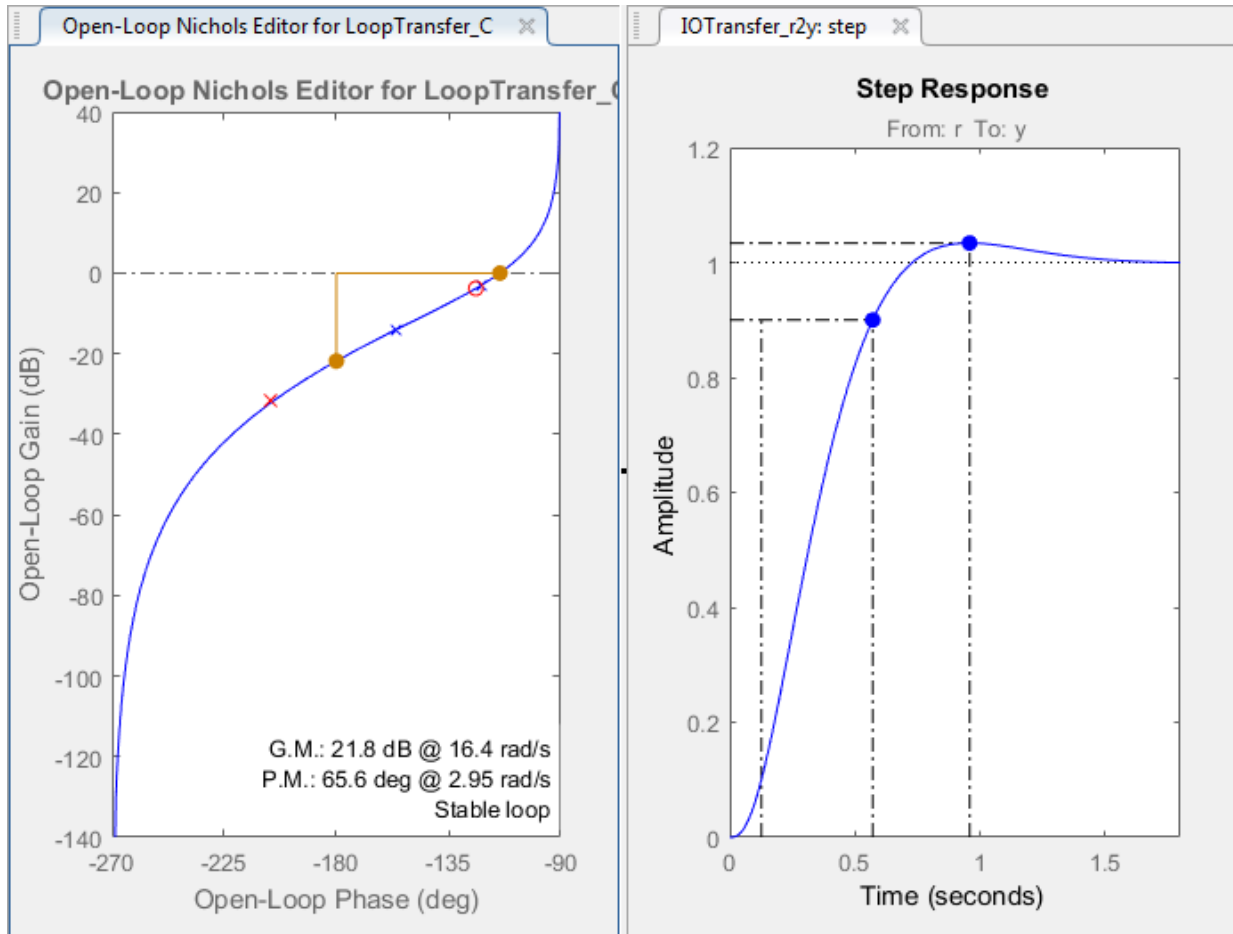 Open-Loop Nichols Editor for LoopTransfer_C
Open-Loop Nichols Editor for LoopTransfer_C
40
20
0
-20
-40
-60
-80
-100
-120
-140
Open-Loop Gain (dB)
G.M.: 21.8 dB @ 16.4 rad/s
P.M.: 65.6 deg @ 2.95 rad/s
Stable loop
-270 -225 -180 -135 -90
Open-Loop Phase (deg)
IOTransfer_r2y: step
Step Response
From: r To: y
1.2
1
0.8
0.6
0.4
0.2
0
Amplitude
0 0.5 1 1.5
Time (seconds)